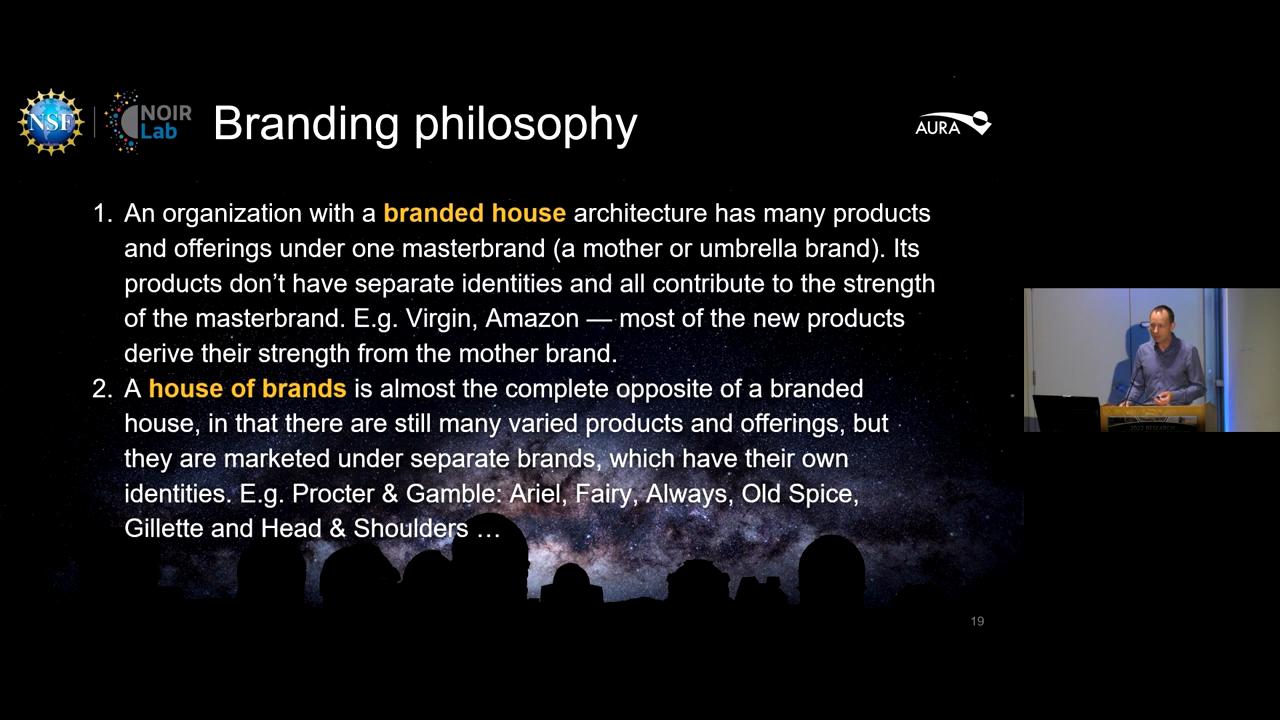 NSF
NOIR
Lab
Branding philosophy
AURA
1. An organization with a branded house architecture has many products
and offerings under one masterbrand (a mother or umbrella brand). Its
products don’t have separate identities and all contribute to the strength
of the masterbrand. E.g. Virgin, Amazon — most of the new products
derive their strength from the mother brand.
2. A house of brands is almost the complete opposite of a branded
house, in that there are still many varied products and offerings, but
they are marketed under separate brands, which have their own
identities. E.g. Procter & Gamble: Ariel, Fairy, Always, Old Spice,
Gillette and Head & Shoulders …
19